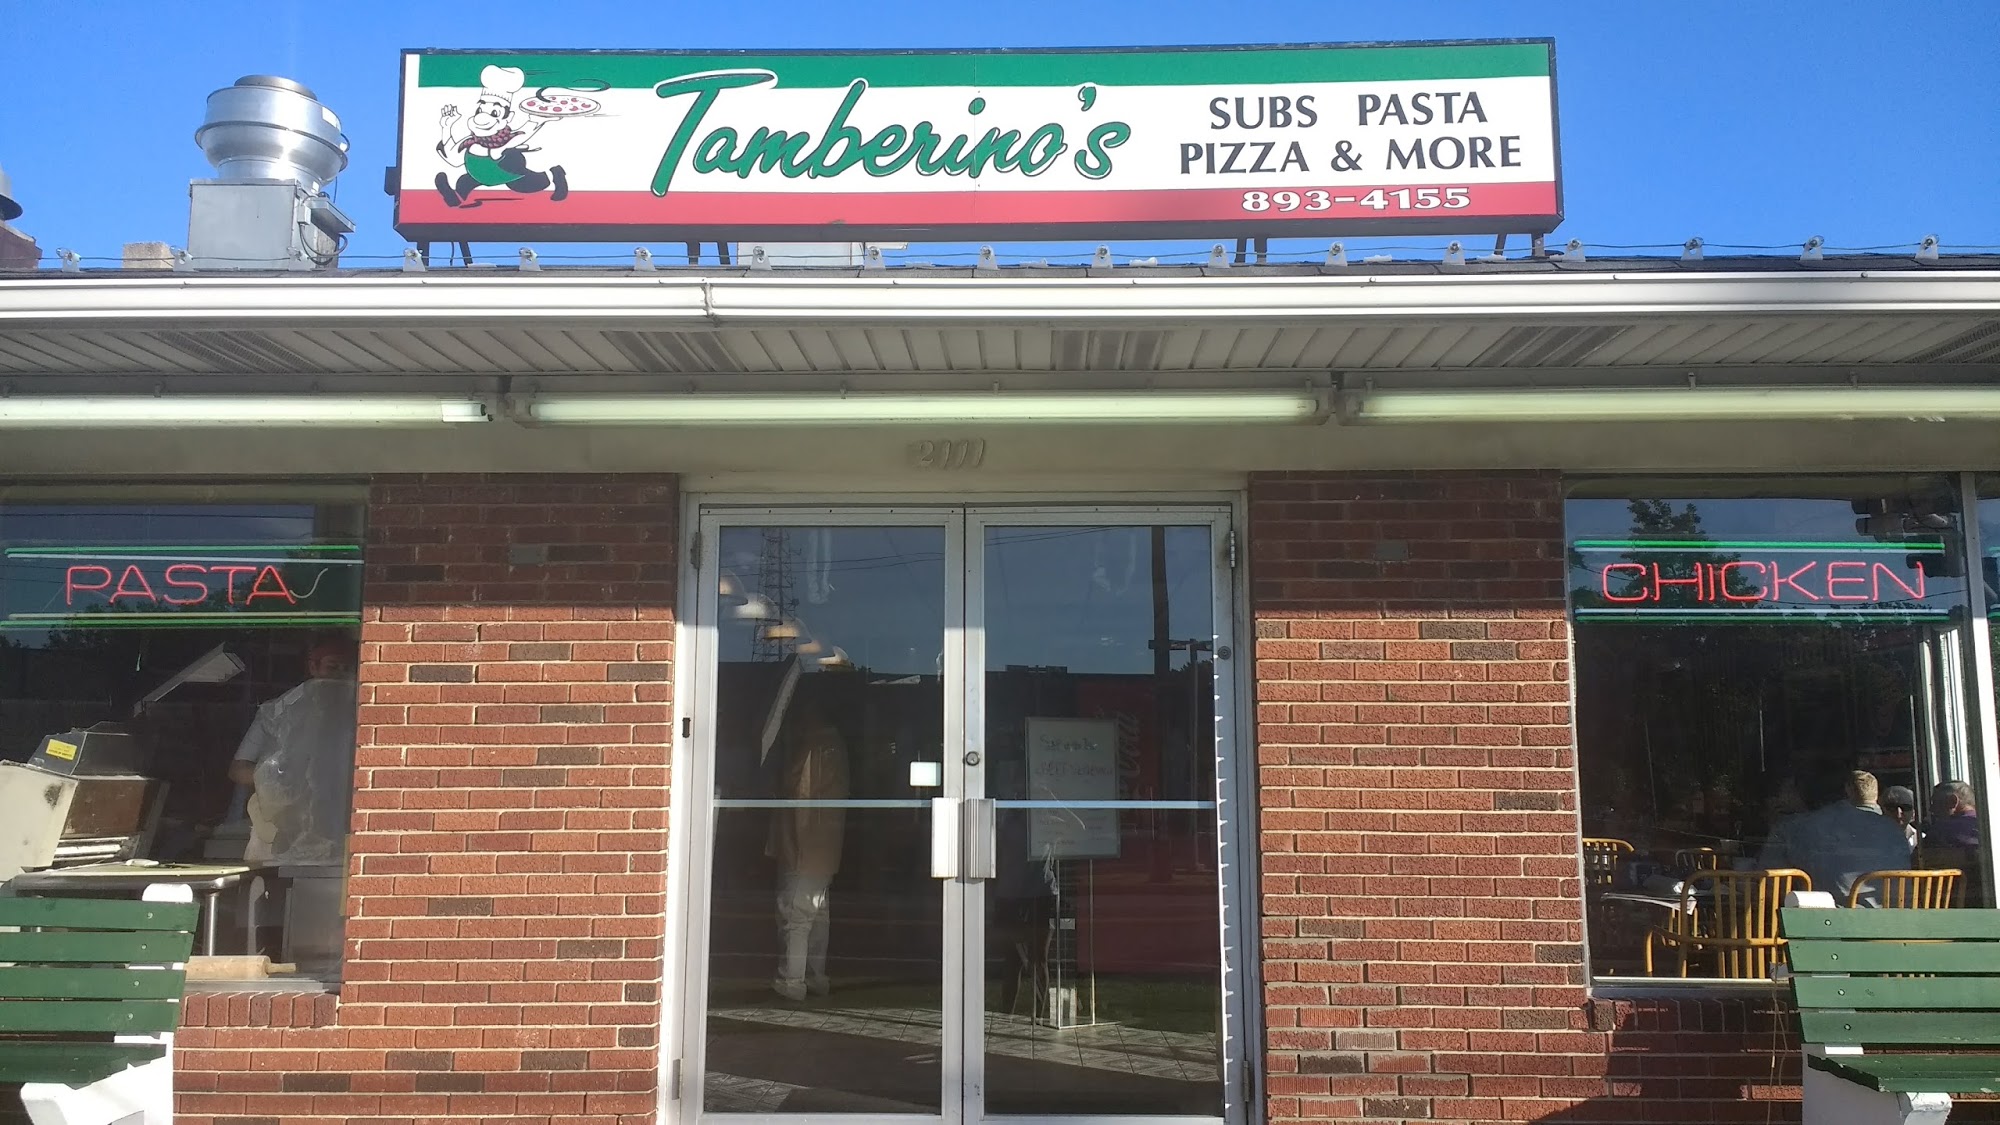 Tamberino's
SUBS PASTA
PIZZA & MORE
893-4155
2111
PASTA
CHICKEN